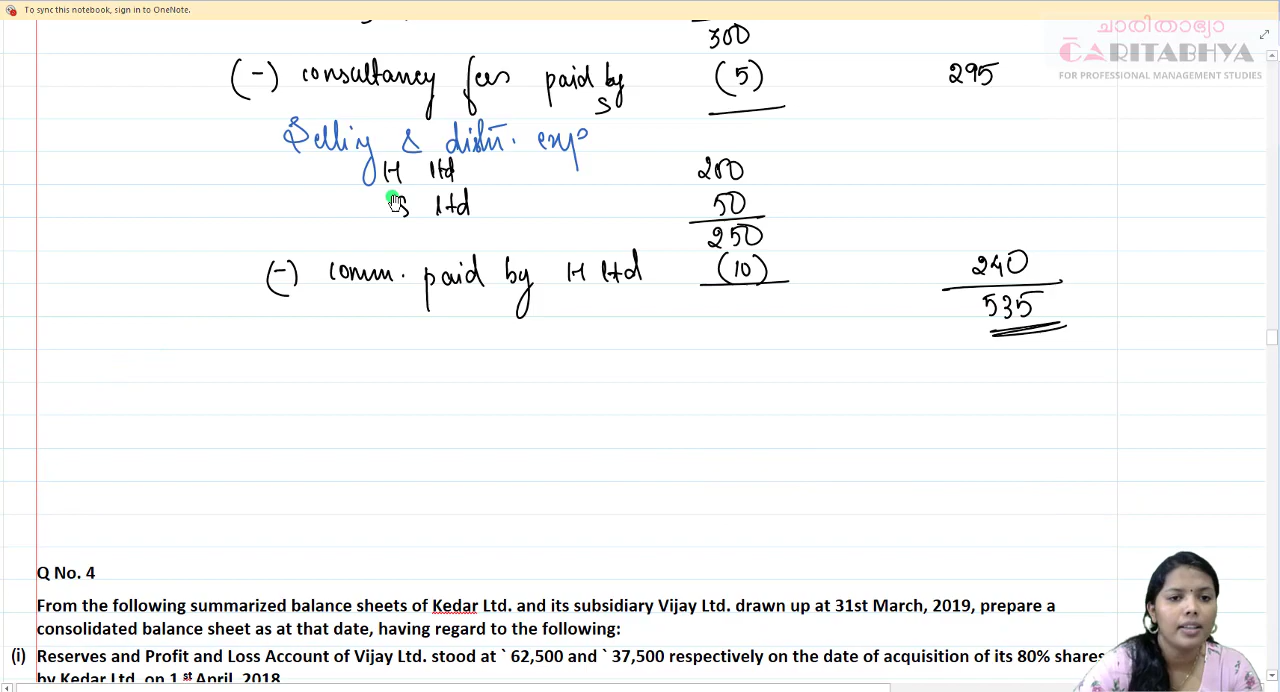 To sync this notebook, sign in to OneNote.
ചാരിതാഭ്യാ
CARITABHYA
FOR PROFESSIONAL MANAGEMENT STUDIES
300
(-) consultancy fees paid by S (5) 295
Selling & distri. exp
H ltd 200
S ltd 50
250
(-) comm. paid by H ltd (10) 240
535
Q No. 4
From the following summarized balance sheets of Kedar Ltd. and its subsidiary Vijay Ltd. drawn up at 31st March, 2019, prepare a
consolidated balance sheet as at that date, having regard to the following:
(i) Reserves and Profit and Loss Account of Vijay Ltd. stood at ` 62,500 and ` 37,500 respectively on the date of acquisition of its 80% shares
by Kedar Ltd. on 1st April, 2018